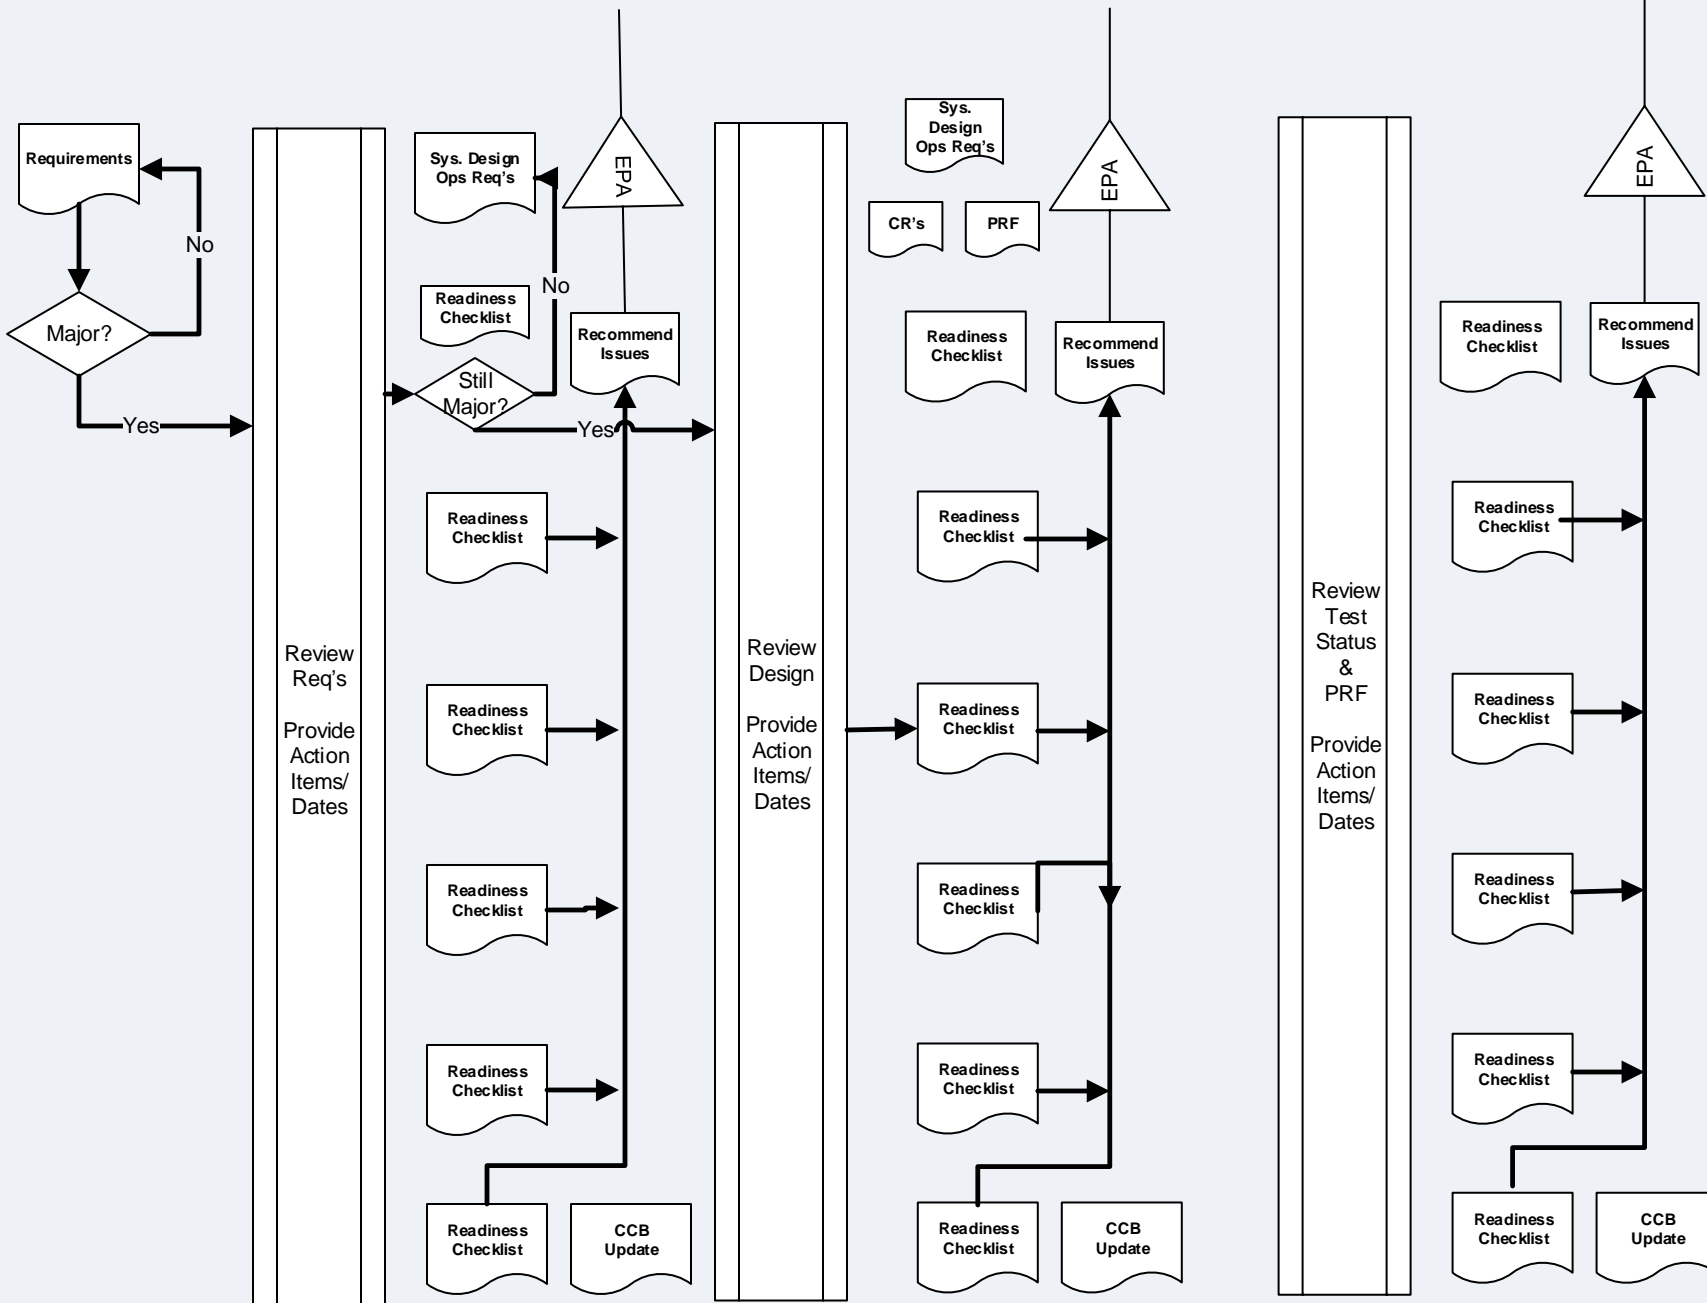 Requirements
No
Major?
Yes
Review
Req's
Provide
Action
Items/
Dates
Sys. Design
Ops Req's
No
Readiness
Checklist
Still
Major?
Yes
EPA
Recommend
Issues
Readiness
Checklist
Readiness
Checklist
Readiness
Checklist
Readiness
Checklist
Readiness
Checklist
CCB
Update
Review
Design
Provide
Action
Items/
Dates
Sys.
Design
Ops Req's
CR's
PRF
EPA
Readiness
Checklist
Recommend
Issues
Readiness
Checklist
Readiness
Checklist
Readiness
Checklist
Readiness
Checklist
Readiness
Checklist
CCB
Update
Review
Test
Status
&
PRF
Provide
Action
Items/
Dates
EPA
Readiness
Checklist
Recommend
Issues
Readiness
Checklist
Readiness
Checklist
Readiness
Checklist
Readiness
Checklist
Readiness
Checklist
CCB
Update